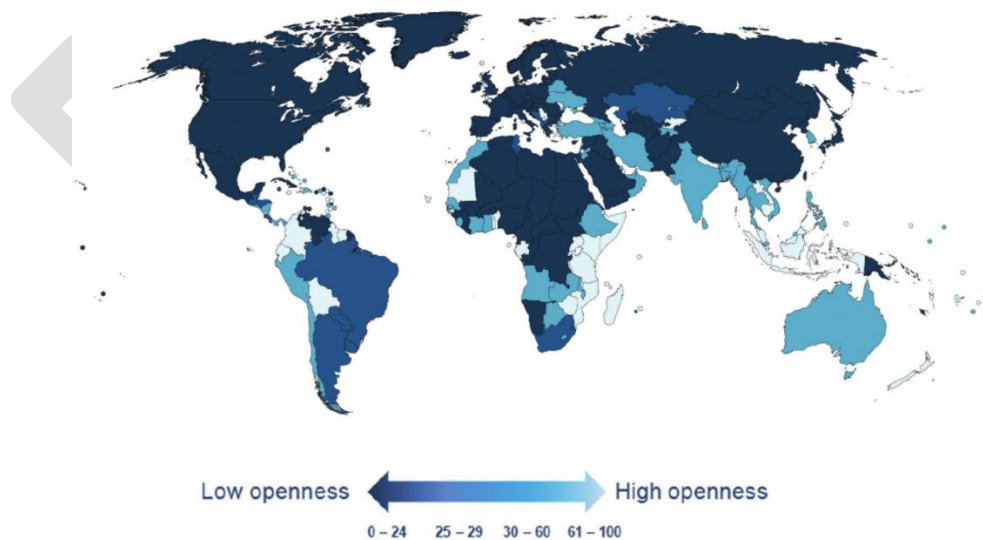 Low openness
High openness
0 – 24
25 – 29
30 – 60
61 – 100